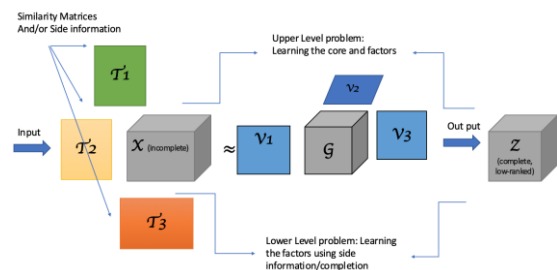 Similarity Matrices
And/or Side information
Upper Level problem:
Learning the core and factors
𝒯1
𝒱2
Input
𝒯2
𝒳 (incomplete)
≈
𝒱1
𝒢
𝒱3
Out put
𝒵
(complete,
low-ranked)
𝒯3
Lower Level problem: Learning
the factors using side
information/completion